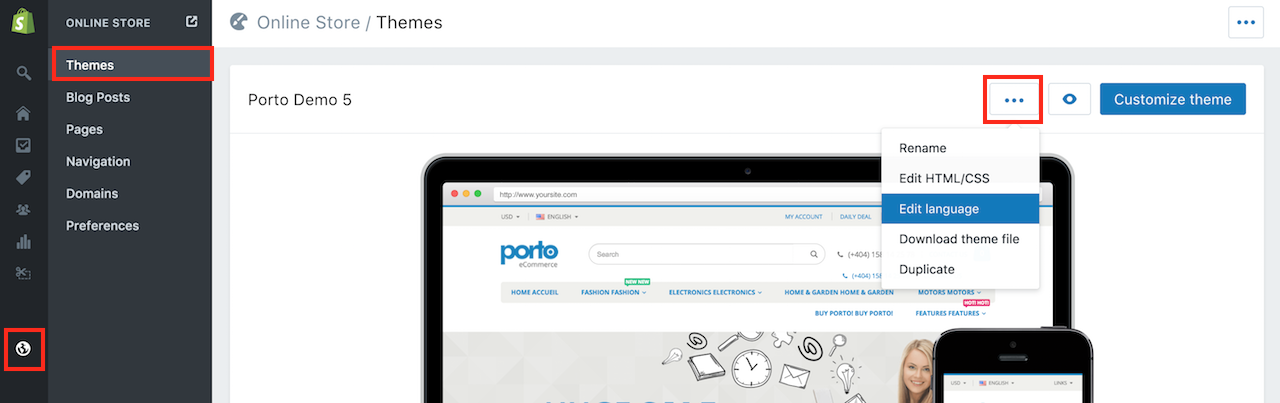 ONLINE STORE
Online Store / Themes
Themes
Blog Posts
Pages
Navigation
Domains
Preferences
Porto Demo 5
Customize theme
Rename
Edit HTML/CSS
Edit language
Download theme file
Duplicate
http://www.yoursite.com
USD ENGLISH MY ACCOUNT DAILY DEAL
porto
eCommerce
Search
(+404) 158
(+404) 158
NEW NEW
HOME ACCUEIL FASHION FASHION ELECTRONICS ELECTRONICS HOME & GARDEN HOME & GARDEN MOTORS MOTORS
HOT! HOT!
BUY PORTO! BUY PORTO! FEATURES FEATURES
USD ENGLISH LINKS